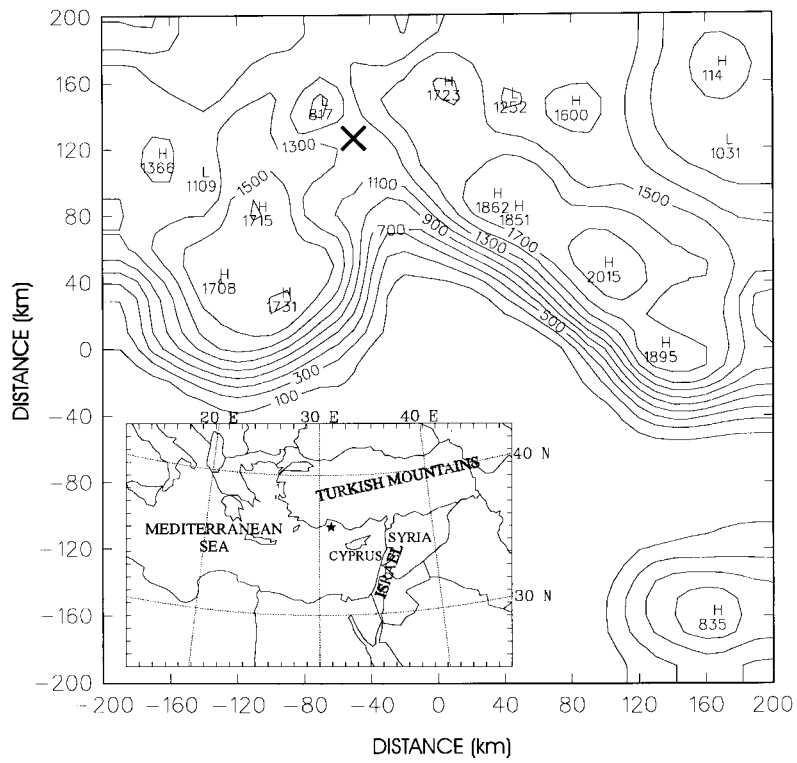 200
160
120
80
40
0
-40
-80
-120
-160
-200
DISTANCE (km)
-200 -160 -120 -80 -40 0 40 80 120 160 200
DISTANCE (km)
H
114
H
1723
L
817
L
1252
H
1600
1300
L
1031
H
1366
L
1109
1500
1100
1500
H
1715
H
1862
H
1851
900
1300
1700
700
H
1708
H
1731
H
2015
500
H
1895
300
100
20 E 30 E 40 E
40 N
TURKISH MOUNTAINS
MEDITERRANEAN
SEA
SYRIA
CYPRUS
ISRAEL
30 N
H
835